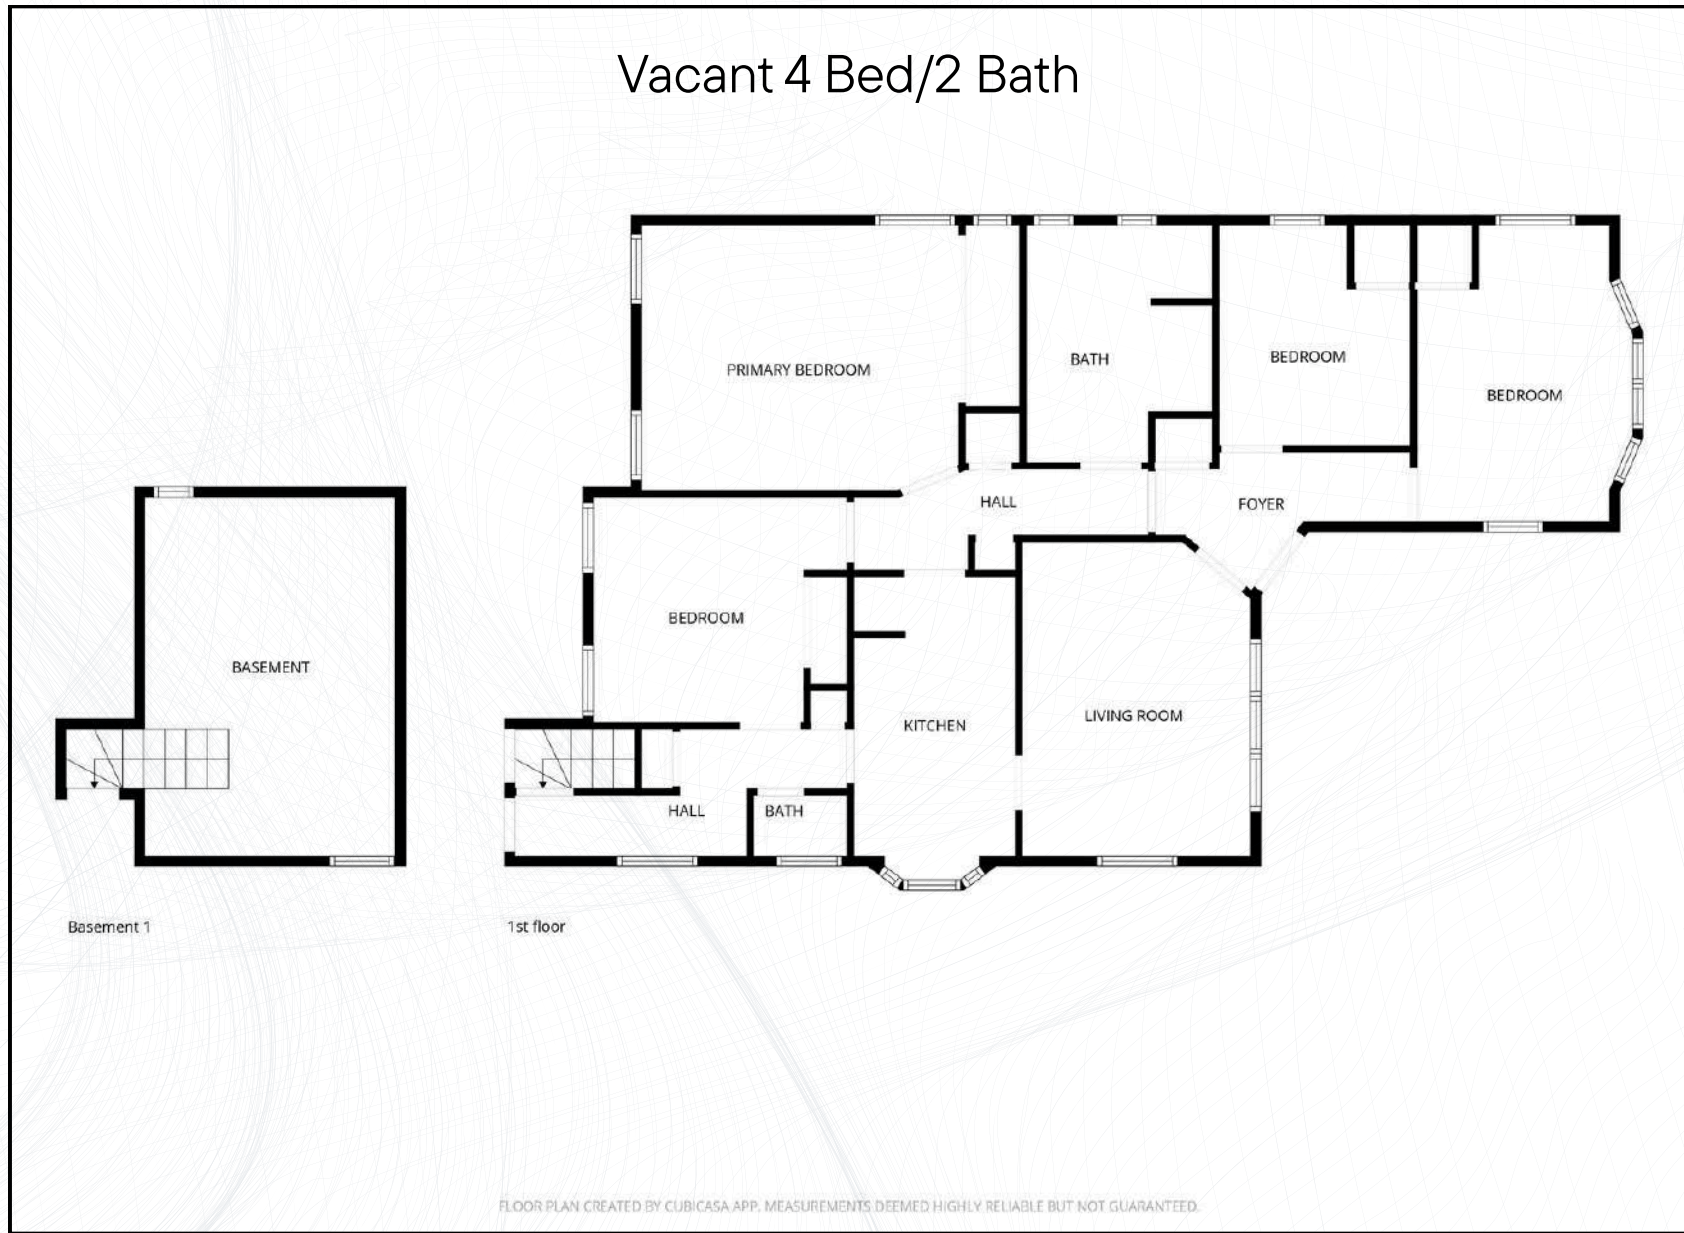 Vacant 4 Bed/2 Bath
PRIMARY BEDROOM
BATH
BEDROOM
BEDROOM
HALL
FOYER
BEDROOM
BASEMENT
KITCHEN
LIVING ROOM
HALL
BATH
Basement 1
1st floor
FLOOR PLAN CREATED BY CUBICASA APP. MEASUREMENTS DEEMED HIGHLY RELIABLE BUT NOT GUARANTEED.